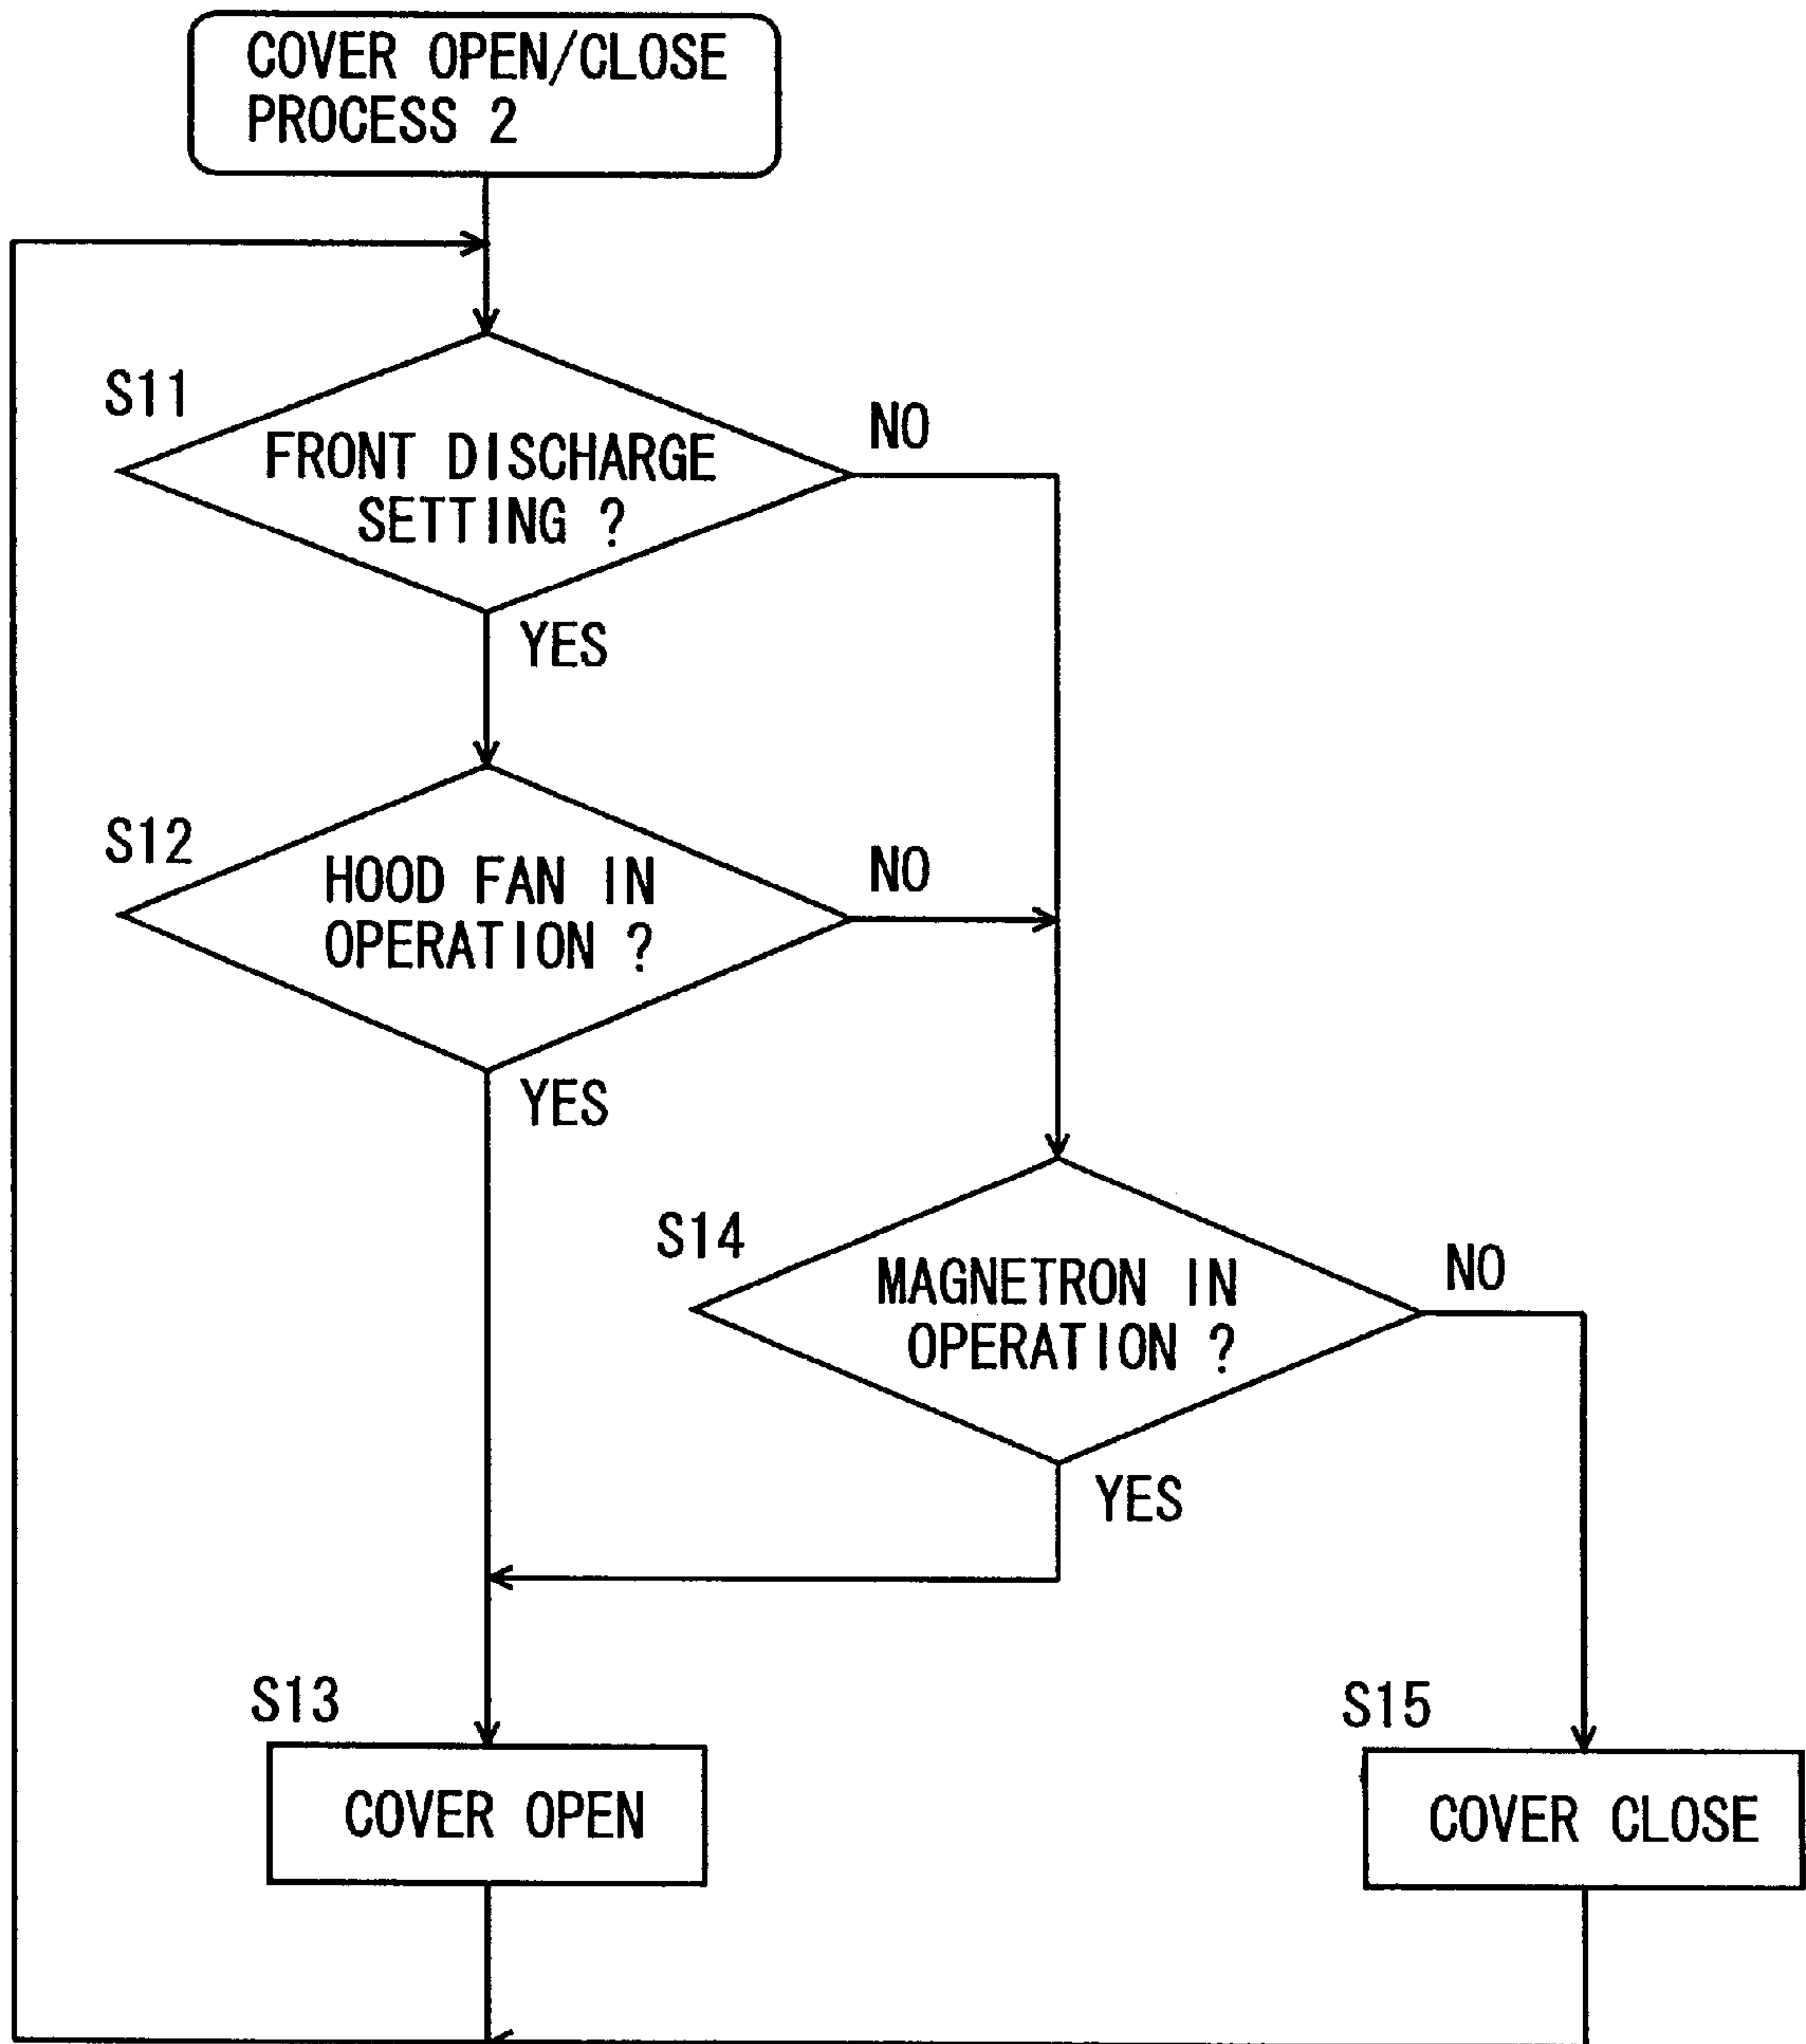 COVER OPEN/CLOSE
PROCESS 2
S11
FRONT DISCHARGE
SETTING ?
NO
YES
S12
HOOD FAN IN
OPERATION ?
NO
YES
S14
MAGNETRON IN
OPERATION ?
NO
YES
S13
COVER OPEN
S15
COVER CLOSE